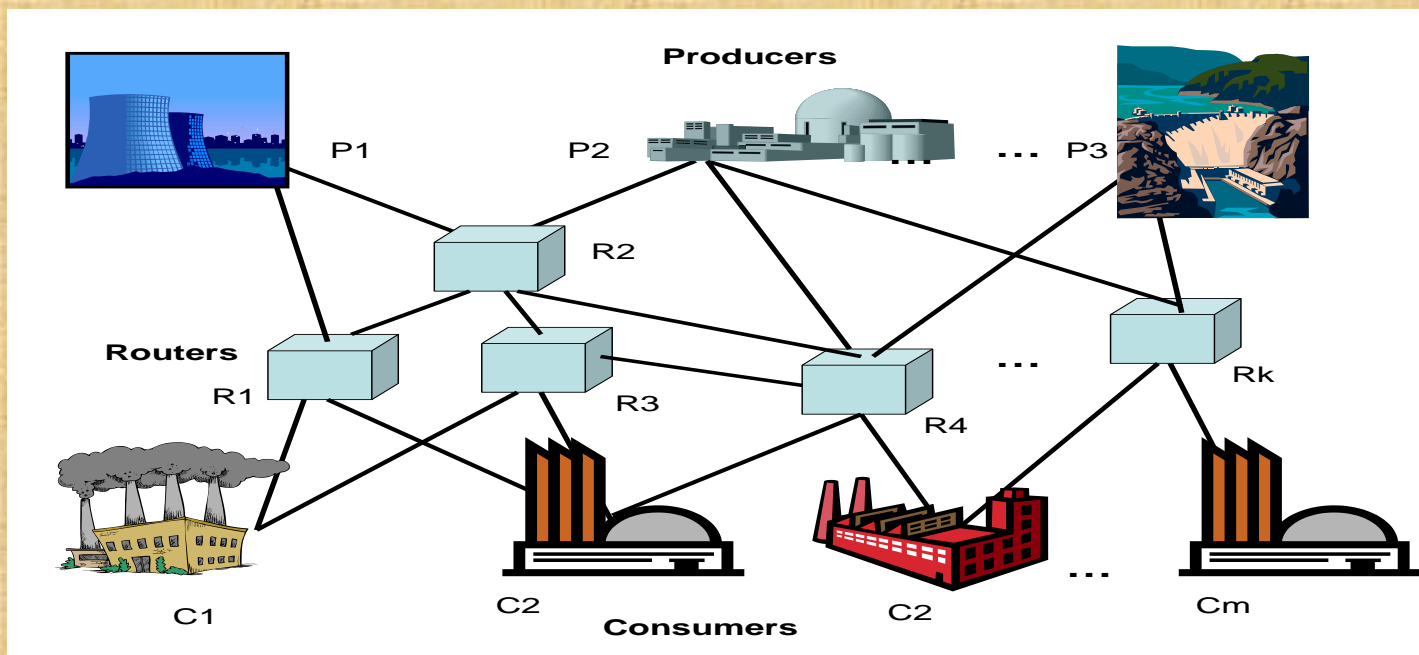 Producers
P1
P2
...
...
P3
R2
Routers
R1
R3
R4
...
Rk
C1
C2
C2
...
Cm
Consumers